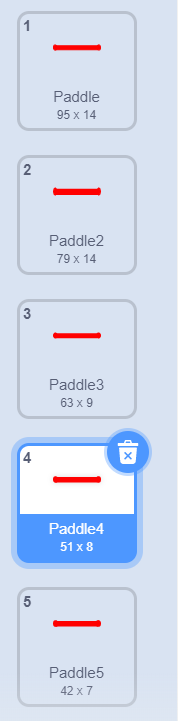 1
Paddle
95 x 14
2
Paddle2
79 x 14
3
Paddle3
63 x 9
4
Paddle4
51 x 8
5
Paddle5
42 x 7